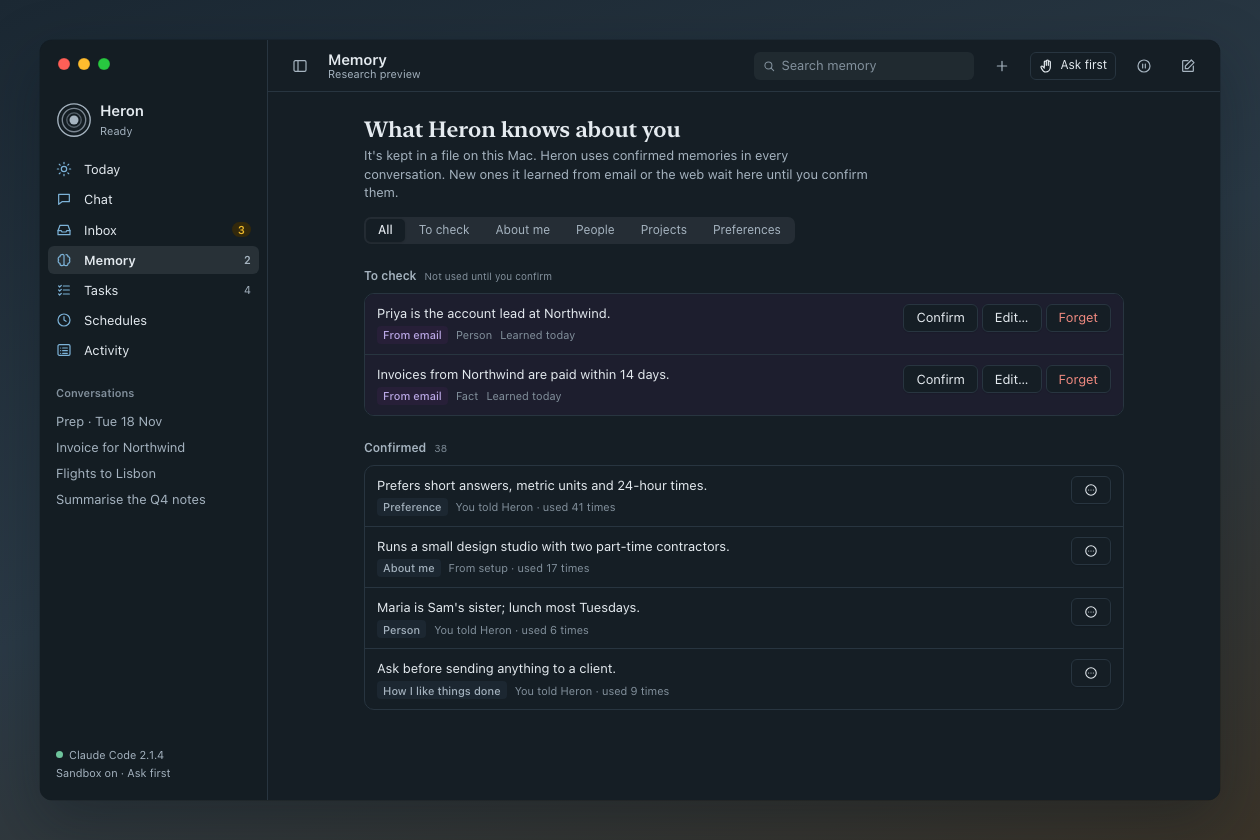 Heron
Ready
Today
Chat
Inbox 3
Memory 2
Tasks 4
Schedules
Activity
Conversations
Prep · Tue 18 Nov
Invoice for Northwind
Flights to Lisbon
Summarise the Q4 notes
Claude Code 2.1.4
Sandbox on · Ask first
Memory
Research preview
Search memory
Ask first
What Heron knows about you
It's kept in a file on this Mac. Heron uses confirmed memories in every
conversation. New ones it learned from email or the web wait here until you confirm
them.
All To check About me People Projects Preferences
To check Not used until you confirm
Priya is the account lead at Northwind.
From email Person Learned today
Confirm Edit... Forget
Invoices from Northwind are paid within 14 days.
From email Fact Learned today
Confirm Edit... Forget
Confirmed 38
Prefers short answers, metric units and 24-hour times.
Preference You told Heron · used 41 times
Runs a small design studio with two part-time contractors.
About me From setup · used 17 times
Maria is Sam's sister; lunch most Tuesdays.
Person You told Heron · used 6 times
Ask before sending anything to a client.
How I like things done You told Heron · used 9 times